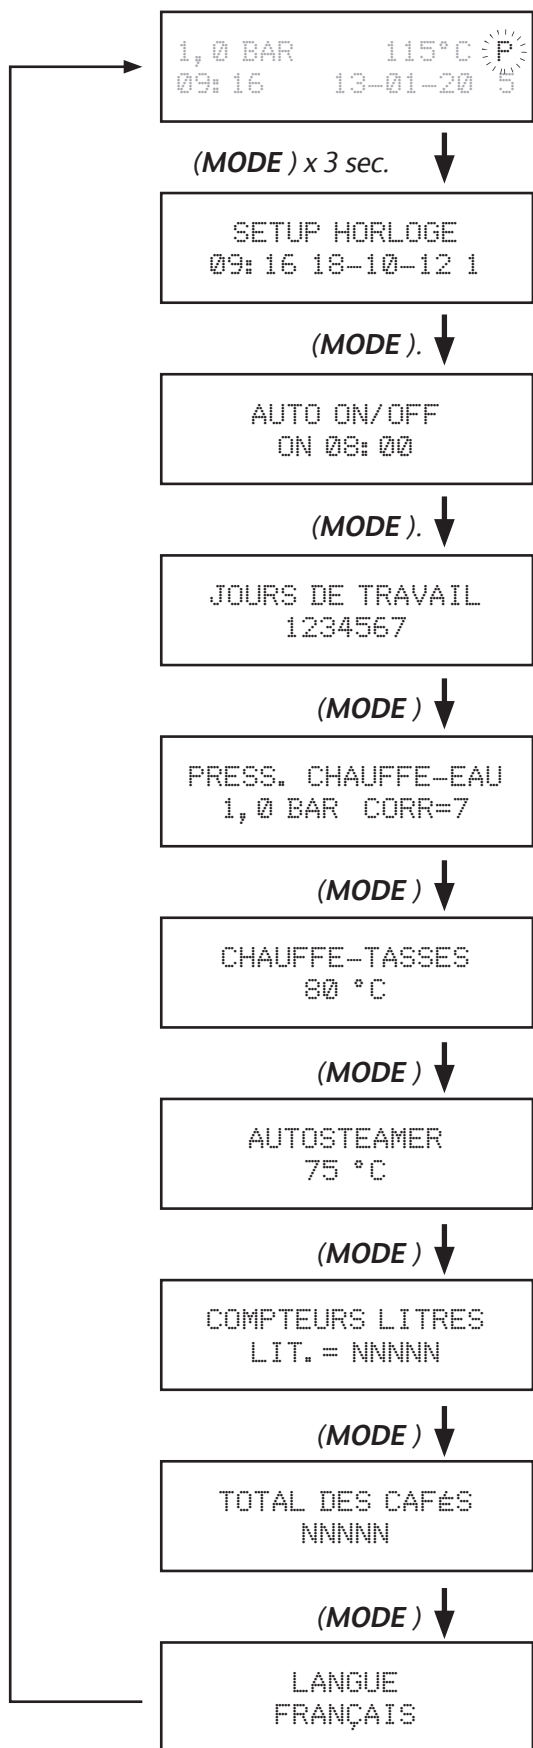 1,0 BAR 115°C P
09:16 13-01-20 5
(MODE ) x 3 sec.
SETUP HORLOGE
09:16 18-10-12 1
(MODE ).
AUTO ON/OFF
ON 08:00
(MODE ).
JOURS DE TRAVAIL
1234567
(MODE )
PRESS. CHAUFFE-EAU
1,0 BAR CORR=7
(MODE )
CHAUFFE-TASSES
80 °C
(MODE )
AUTOSTEAMER
75 °C
(MODE )
COMPTEURS LITRES
LIT.= NNNNN
(MODE )
TOTAL DES CAFéS
NNNNN
(MODE )
LANGUE
FRANÇAIS